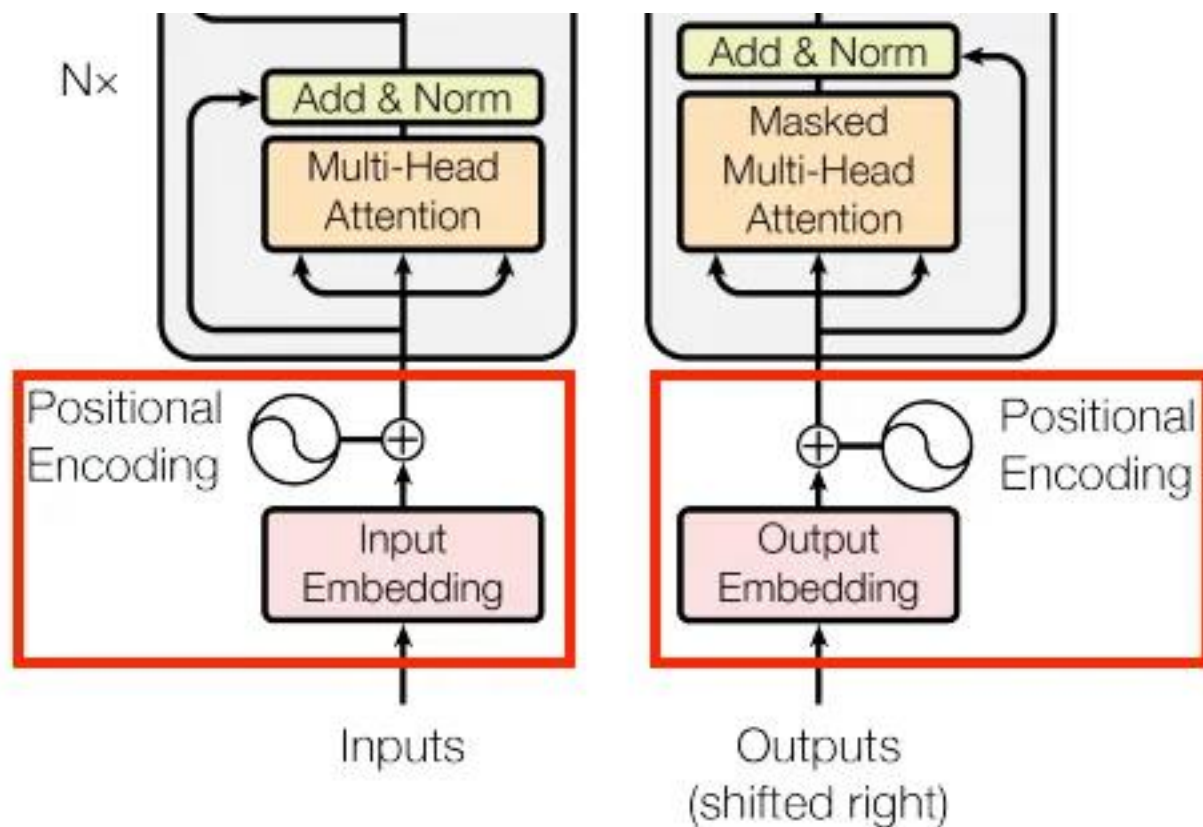 N×
Add & Norm
Multi-Head
Attention
Positional
Encoding
Input
Embedding
Inputs
Add & Norm
Masked
Multi-Head
Attention
Positional
Encoding
Output
Embedding
Outputs
(shifted right)